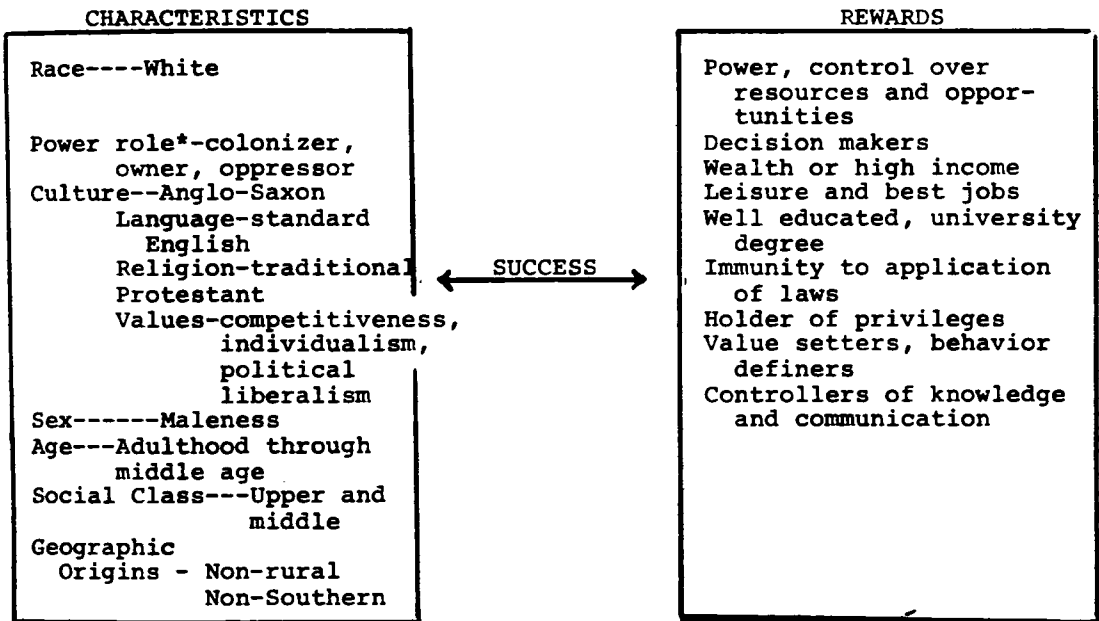 CHARACTERISTICS
Race----White
Power role*-colonizer,
owner, oppressor
Culture--Anglo-Saxon
Language-standard
English
Religion-traditional
Protestant
Values-competitiveness,
individualism,
political
liberalism
Sex------Maleness
Age---Adulthood through
middle age
Social Class---Upper and
middle
Geographic
Origins - Non-rural
Non-Southern
SUCCESS
REWARDS
Power, control over
resources and oppor-
tunities
Decision makers
Wealth or high income
Leisure and best jobs
Well educated, university
degree
Immunity to application
of laws
Holder of privileges
Value setters, behavior
definers
Controllers of knowledge
and communication